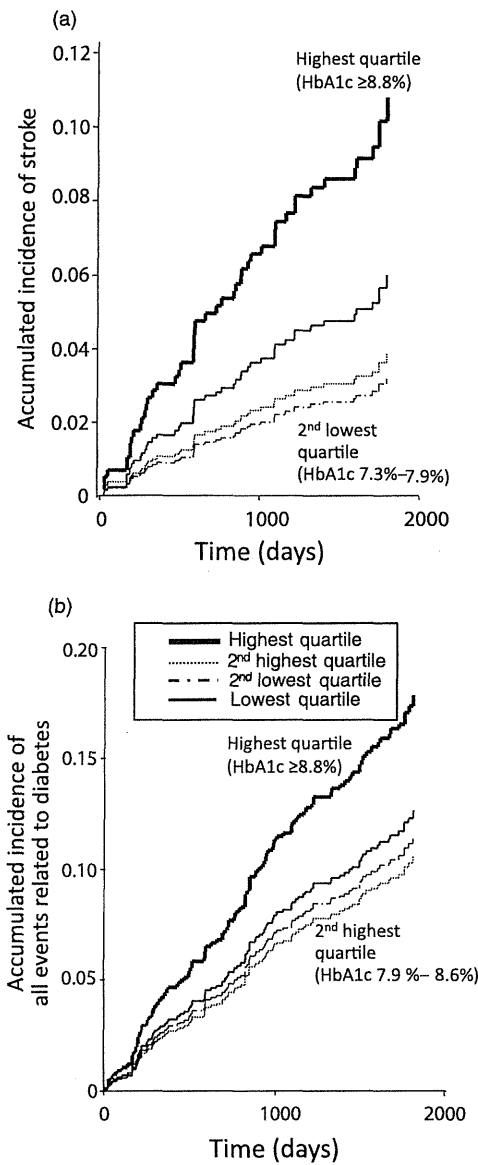 (a)
0.12
0.10
0.08
0.06
0.04
0.02
0
Accumulated incidence of stroke
Highest quartile
(HbA1c ≥8.8%)
2nd lowest
quartile
(HbA1c 7.3%–7.9%)
0
1000
2000
Time (days)
(b)
0.20
0.15
0.10
0.05
0
Accumulated incidence of
all events related to diabetes
Highest quartile
2nd highest quartile
2nd lowest quartile
Lowest quartile
Highest quartile
(HbA1c ≥8.8%)
2nd highest
quartile
(HbA1c 7.9 %– 8.6%)
0
1000
2000
Time (days)